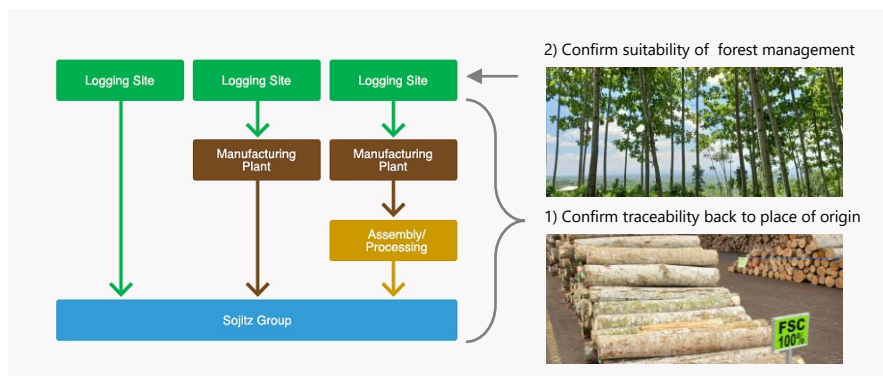 2) Confirm suitability of forest management
Logging Site
Logging Site
Logging Site
Manufacturing
Plant
Manufacturing
Plant
1) Confirm traceability back to place of origin
Assembly/
Processing
Sojitz Group
FSC
100%